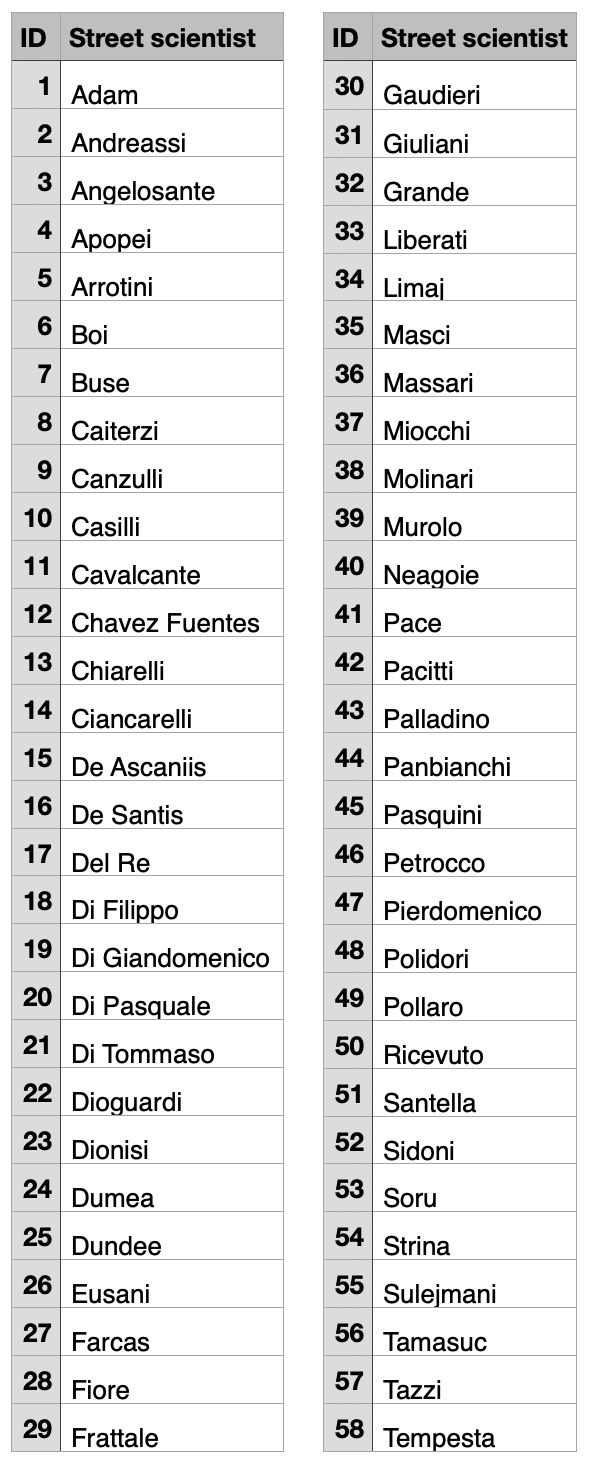 ID Street scientist
1 Adam
2 Andreassi
3 Angelosante
4 Apopei
5 Arrotini
6 Boi
7 Buse
8 Caiterzi
9 Canzulli
10 Casilli
11 Cavalcante
12 Chavez Fuentes
13 Chiarelli
14 Ciancarelli
15 De Ascaniis
16 De Santis
17 Del Re
18 Di Filippo
19 Di Giandomenico
20 Di Pasquale
21 Di Tommaso
22 Dioguardi
23 Dionisi
24 Dumea
25 Dundee
26 Eusani
27 Farcas
28 Fiore
29 Frattale
ID Street scientist
30 Gaudieri
31 Giuliani
32 Grande
33 Liberati
34 Limaj
35 Masci
36 Massari
37 Miocchi
38 Molinari
39 Murolo
40 Neagoie
41 Pace
42 Pacitti
43 Palladino
44 Panbianchi
45 Pasquini
46 Petrocco
47 Pierdomenico
48 Polidori
49 Pollaro
50 Ricevuto
51 Santella
52 Sidoni
53 Soru
54 Strina
55 Sulejmani
56 Tamasuc
57 Tazzi
58 Tempesta